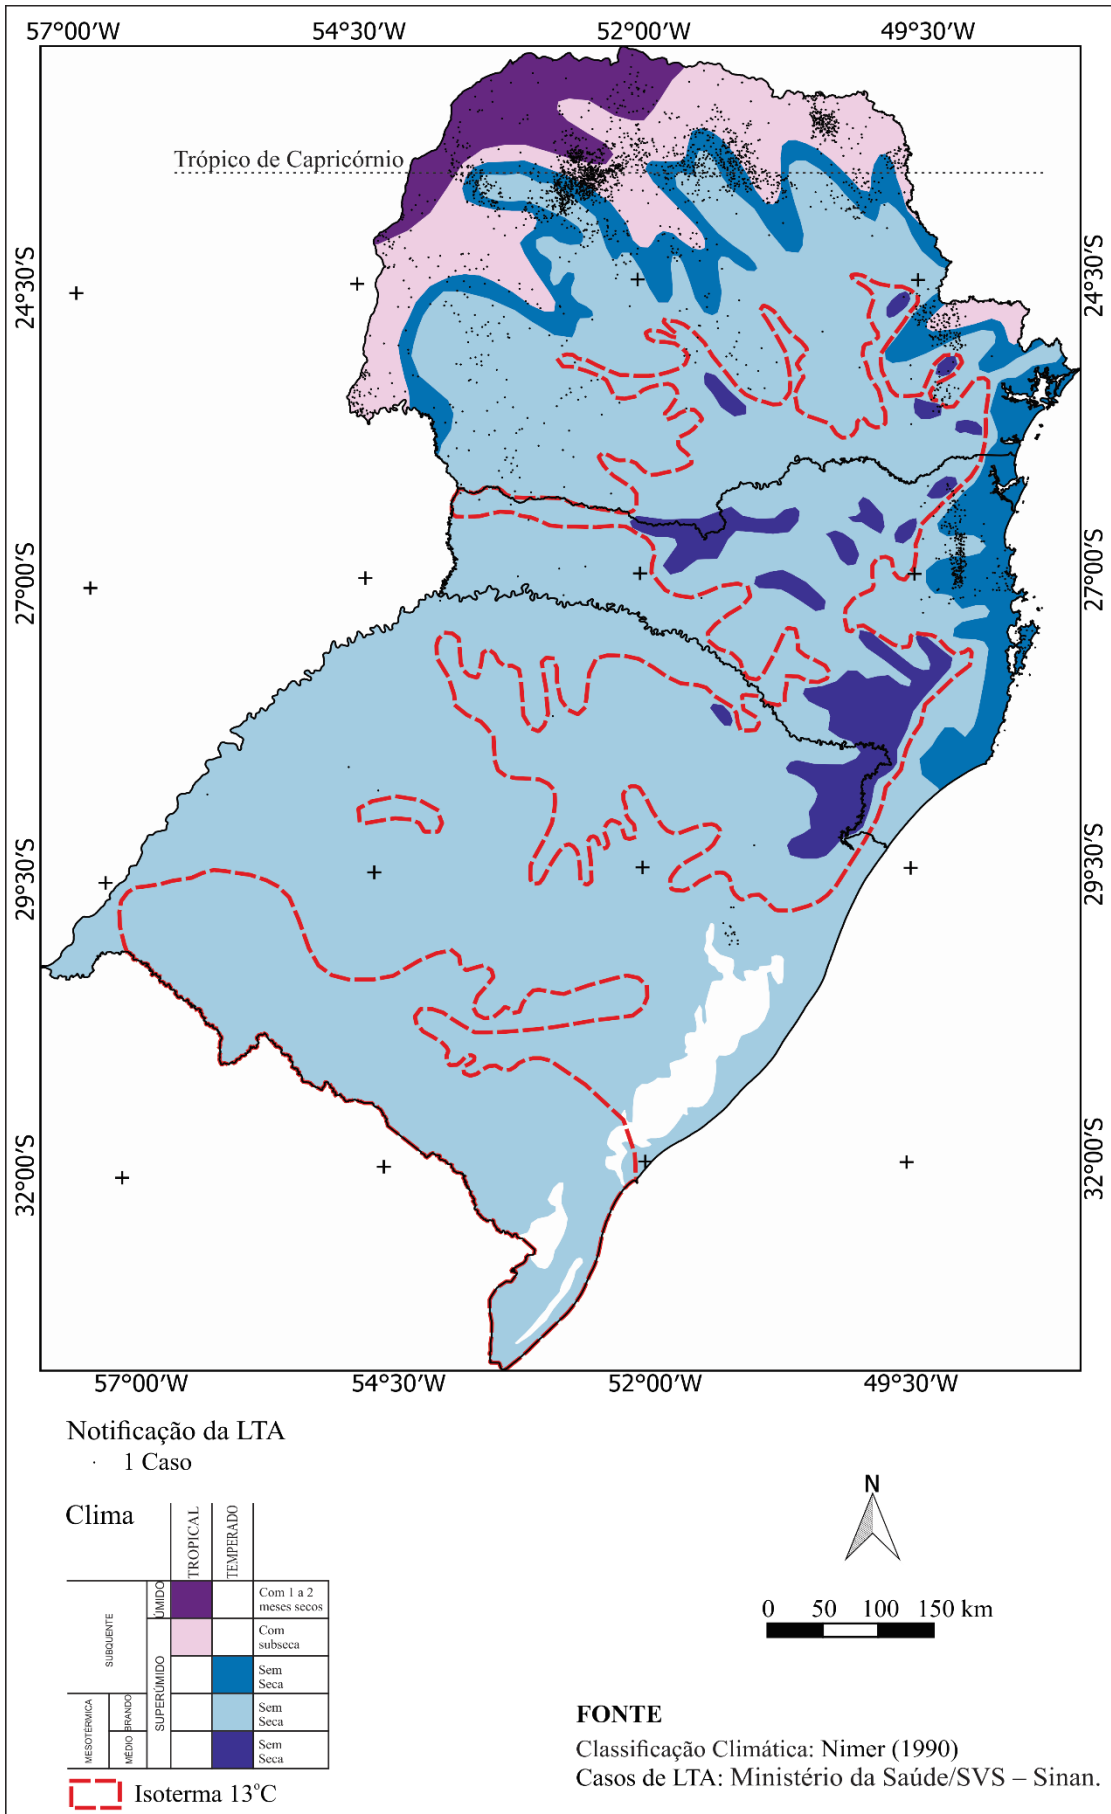 57°00'W 54°30'W 52°00'W 49°30'W
Trópico de Capricórnio
24°30'S 24°30'S
27°00'S 27°00'S
29°30'S 29°30'S
32°00'S 32°00'S
57°00'W 54°30'W 52°00'W 49°30'W
Notificação da LTA
1 Caso
Clima
TROPICAL
TEMPERADO
SUBQUENTE
ÚMIDO
Com 1 a 2
meses secos
SUPERÚMIDO
Com
subseca
Sem
Seca
MESOTÉRMICA
BRANDO
Sem
Seca
MÉDIO
Sem
Seca
Isoterma 13°C
N
0 50 100 150 km
FONTE
Classificação Climática: Nimer (1990)
Casos de LTA: Ministério da Saúde/SVS – Sinan.